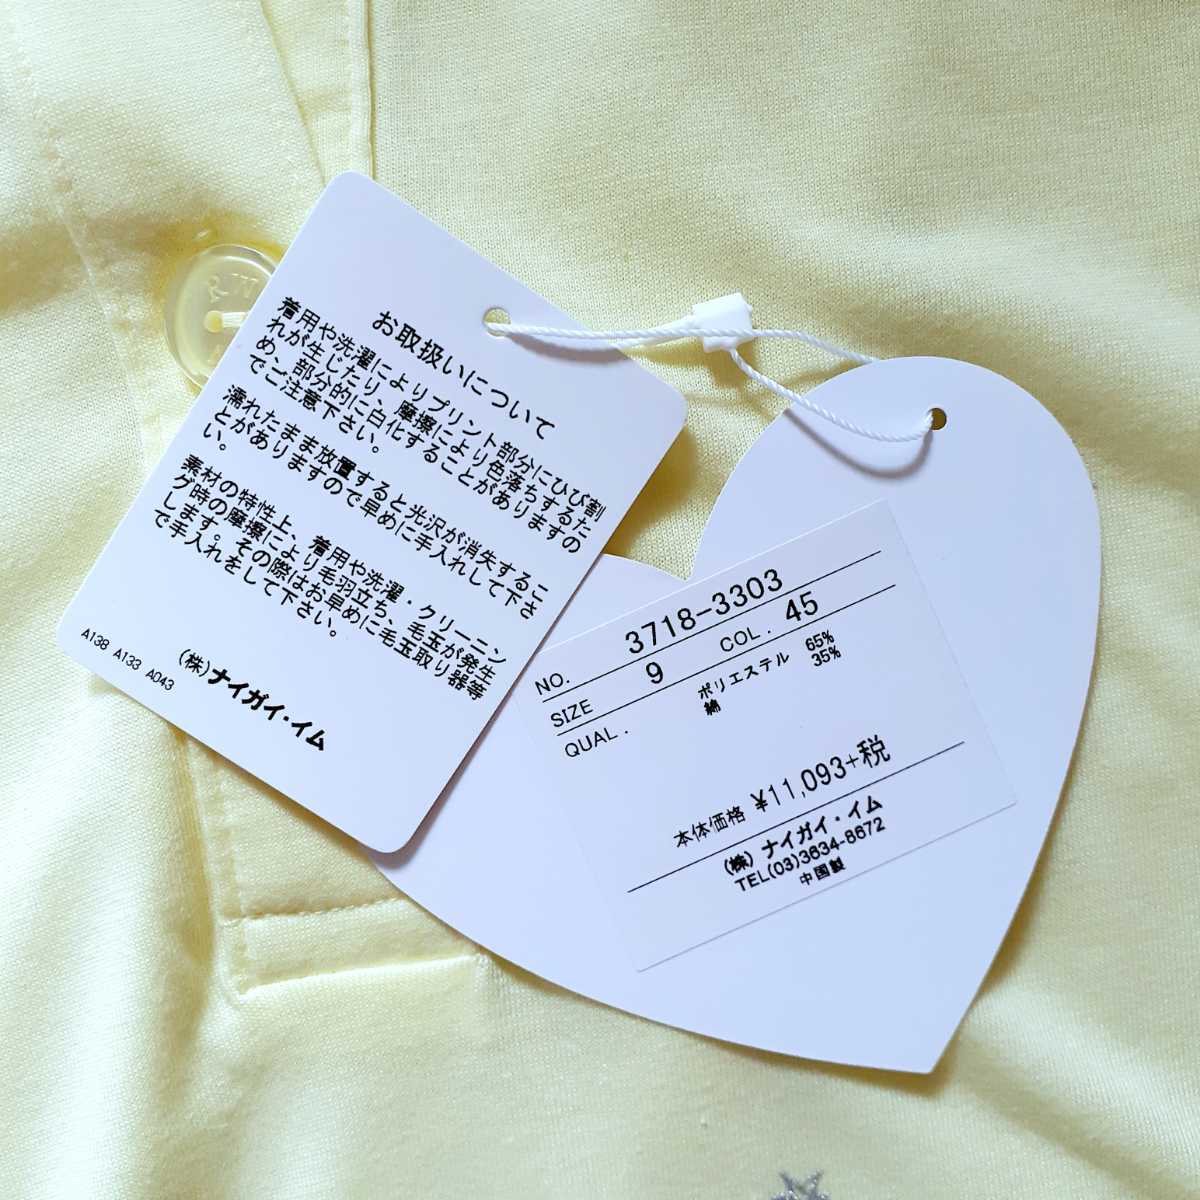 お取扱いについて
着用や洗濯によりプリント部分にひび割
れが生じたり、摩擦により色落ちするた
め、部分的に白化することがありますの
でご注意下さい。
濡れたまま放置すると光沢が消失するこ
とがありますので早めに手入れして下さ
い。
素材の特性上、着用や洗濯・クリーニン
グ時の摩擦により毛羽立ち、毛玉が発生
します。その際はお早めに毛玉取り器等
で手入れをして下さい。
A138 A133 A043
(株)ナイガイ・イム
NO. 3718-3303
SIZE 9 COL. 45
QUAL. ポリエステル 65%
綿 35%
本体価格 ¥11,093+税
(株) ナイガイ・イム
TEL(03)3634-8672
中国製
R W